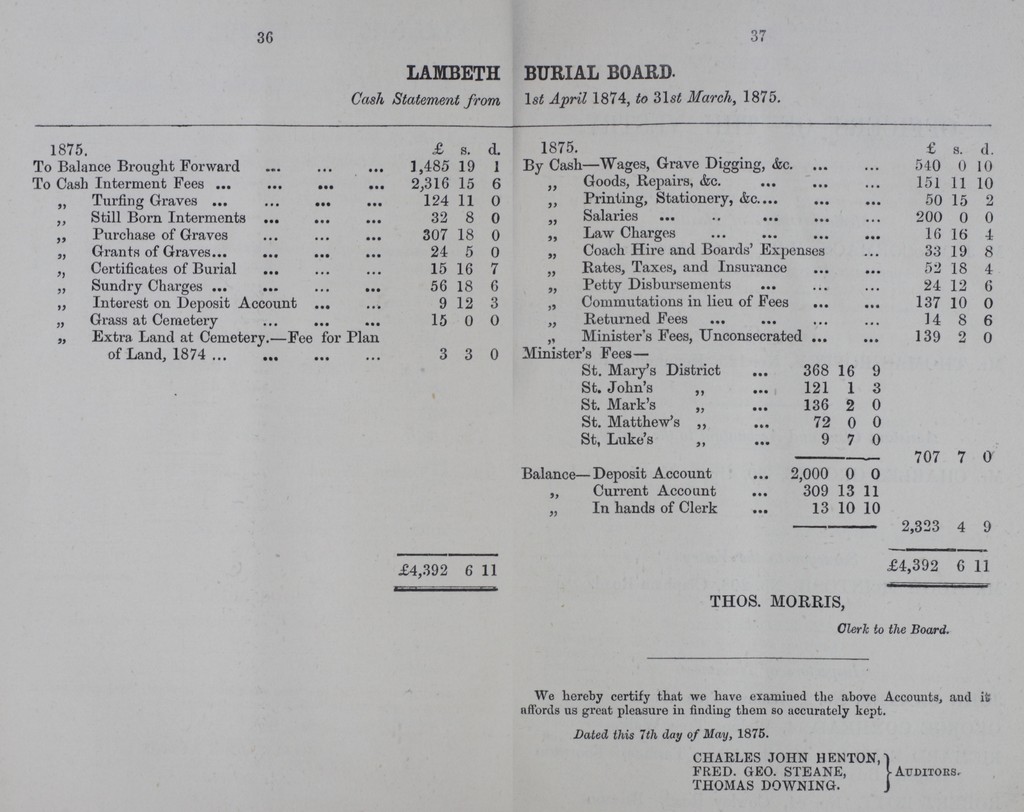 36
LAMBETH
Cash Statement from
1875. £ s. d.
To Balance Brought Forward ... ... ... 1,485 19 1
To Cash Interment Fees ... ... ... ... 2,316 15 6
„ Turfing Graves ... ... ... ... 124 11 0
„ Still Born Interments ... ... ... 32 8 0
„ Purchase of Graves ... ... ... 307 18 0
„ Grants of Graves... ... ... ... 24 5 0
„ Certificates of Burial ... ... ... 15 16 7
„ Sundry Charges ... ... ... ... 56 18 6
„ Interest on Deposit Account ... ... 9 12 3
„ Grass at Cemetery ... ... ... 15 0 0
„ Extra Land at Cemetery.—Fee for Plan
of Land, 1874 ... ... ... ... 3 3 0
£4,392 6 11
37
BURIAL BOARD.
1st April 1874, to 31st March, 1875.
1875. £ s. d.
By Cash—Wages, Grave Digging, &c. ... ... 540 0 10
„ Goods, Repairs, &c. ... ... ... 151 11 10
„ Printing, Stationery, &c.... ... ... 50 15 2
„ Salaries ... .. ... ... ... 200 0 0
„ Law Charges ... ... ... ... 16 16 4
„ Coach Hire and Boards' Expenses ... 33 19 8
„ Rates, Taxes, and Insurance ... ... 52 18 4
„ Petty Disbursements ... ... ... 24 12 6
„ Commutations in lieu of Fees ... ... 137 10 0
„ Returned Fees ... ... ... ... 14 8 6
„ Minister's Fees, Unconsecrated ... ... 139 2 0
Minister's Fees—
St. Mary's District ... 368 16 9
St. John's „ ... 121 1 3
St. Mark's „ ... 136 2 0
St. Matthew's „ ... 72 0 0
St, Luke's „ ... 9 7 0
707 7 0
Balance—Deposit Account ... 2,000 0 0
„ Current Account ... 309 13 11
„ In hands of Clerk ... 13 10 10
2,323 4 9
£4,392 6 11
THOS. MORRIS,
Clerk to the Board.
We hereby certify that we have examined the above Accounts, and it
affords us great pleasure in finding them so accurately kept.
Dated this 7th day of May, 1875.
CHARLES JOHN HENTON,
FRED. GEO. STEANE,
THOMAS DOWNING.
AUDITORS.